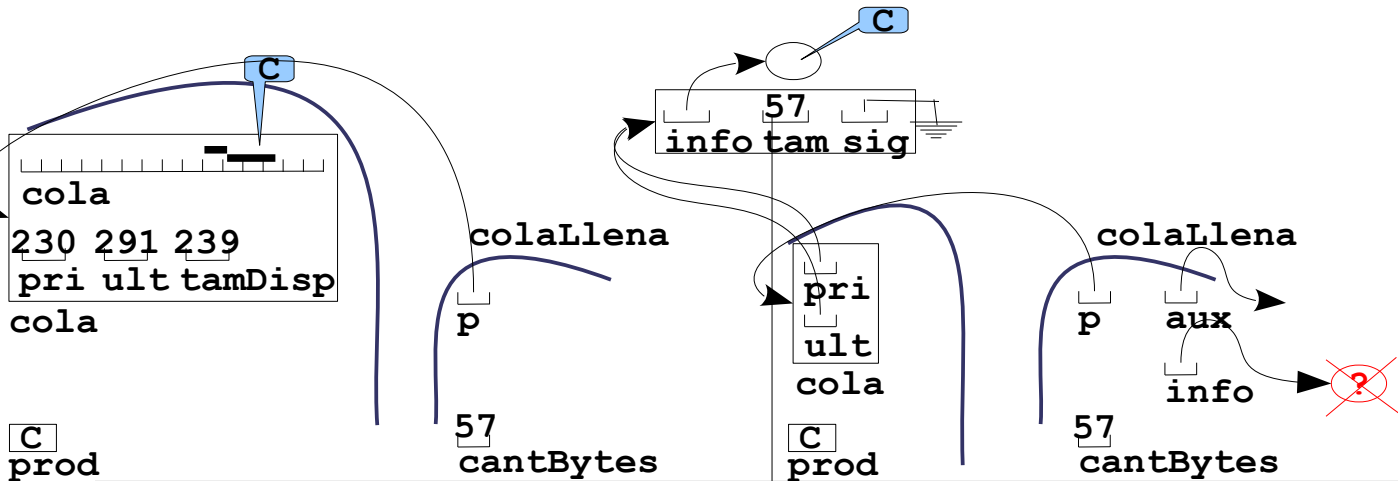 C
cola
230 291 239
pri ult tamDisp
cola
colaLlena
p
C
prod
57
cantBytes
C
57
info tam sig
pri
ult
cola
colaLlena
p
aux
info
?
C
prod
57
cantBytes